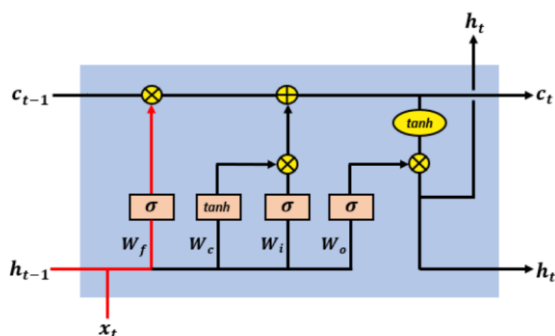 h_t
c_{t-1}
c_t
tanh
σ tanh σ σ
W_f W_c W_i W_o
h_{t-1}
h_t
x_t